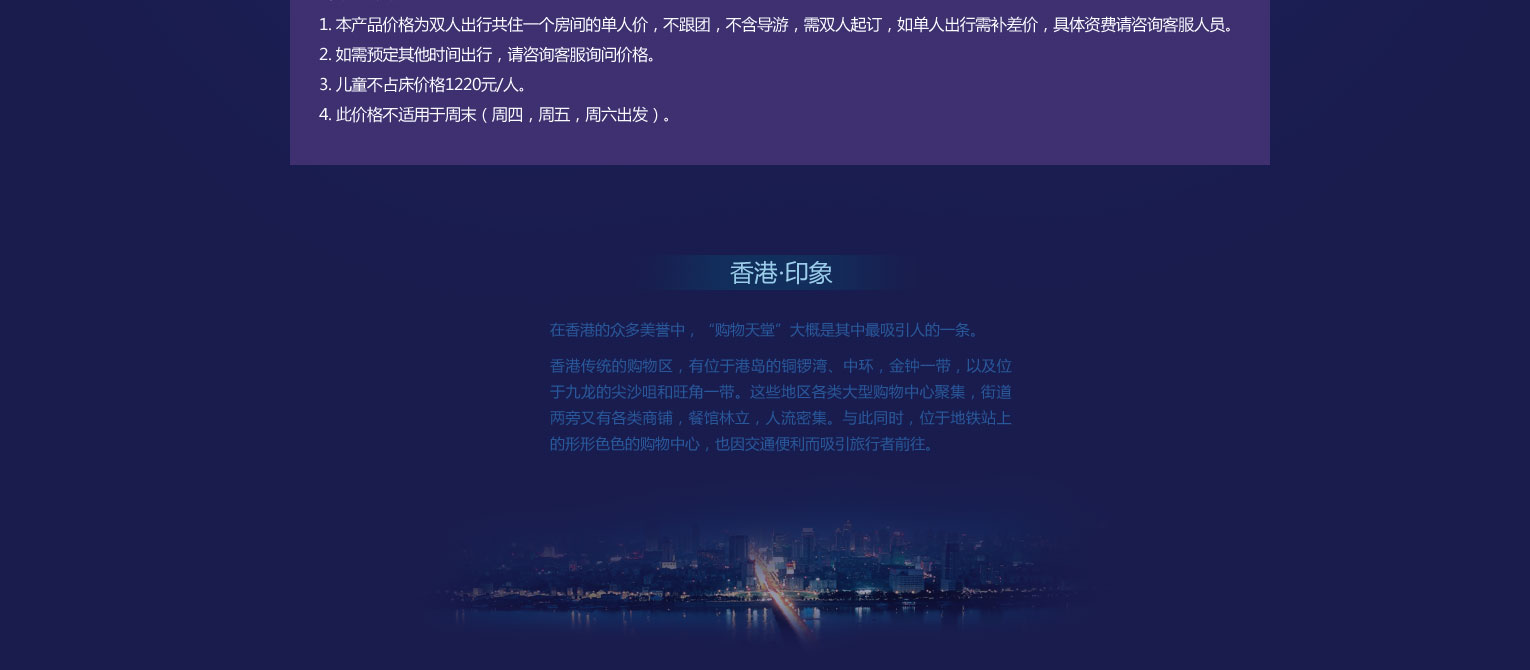 1. 本产品价格为双人出行共住一个房间的单人价，不跟团，不含导游，需双人起订，如单人出行需补差价，具体资费请咨询客服人员。
2. 如需预定其他时间出行，请咨询客服询问价格。
3. 儿童不占床价格1220元/人。
4. 此价格不适用于周末（周四，周五，周六出发）。
香港·印象
在香港的众多美誉中，“购物天堂”大概是其中最吸引人的一条。
香港传统的购物区，有位于港岛的铜锣湾、中环，金钟一带，以及位
于九龙的尖沙咀和旺角一带。这些地区各类大型购物中心聚集，街道
两旁又有各类商铺，餐馆林立，人流密集。与此同时，位于地铁站上
的形形色色的购物中心，也因交通便利而吸引旅行者前往。